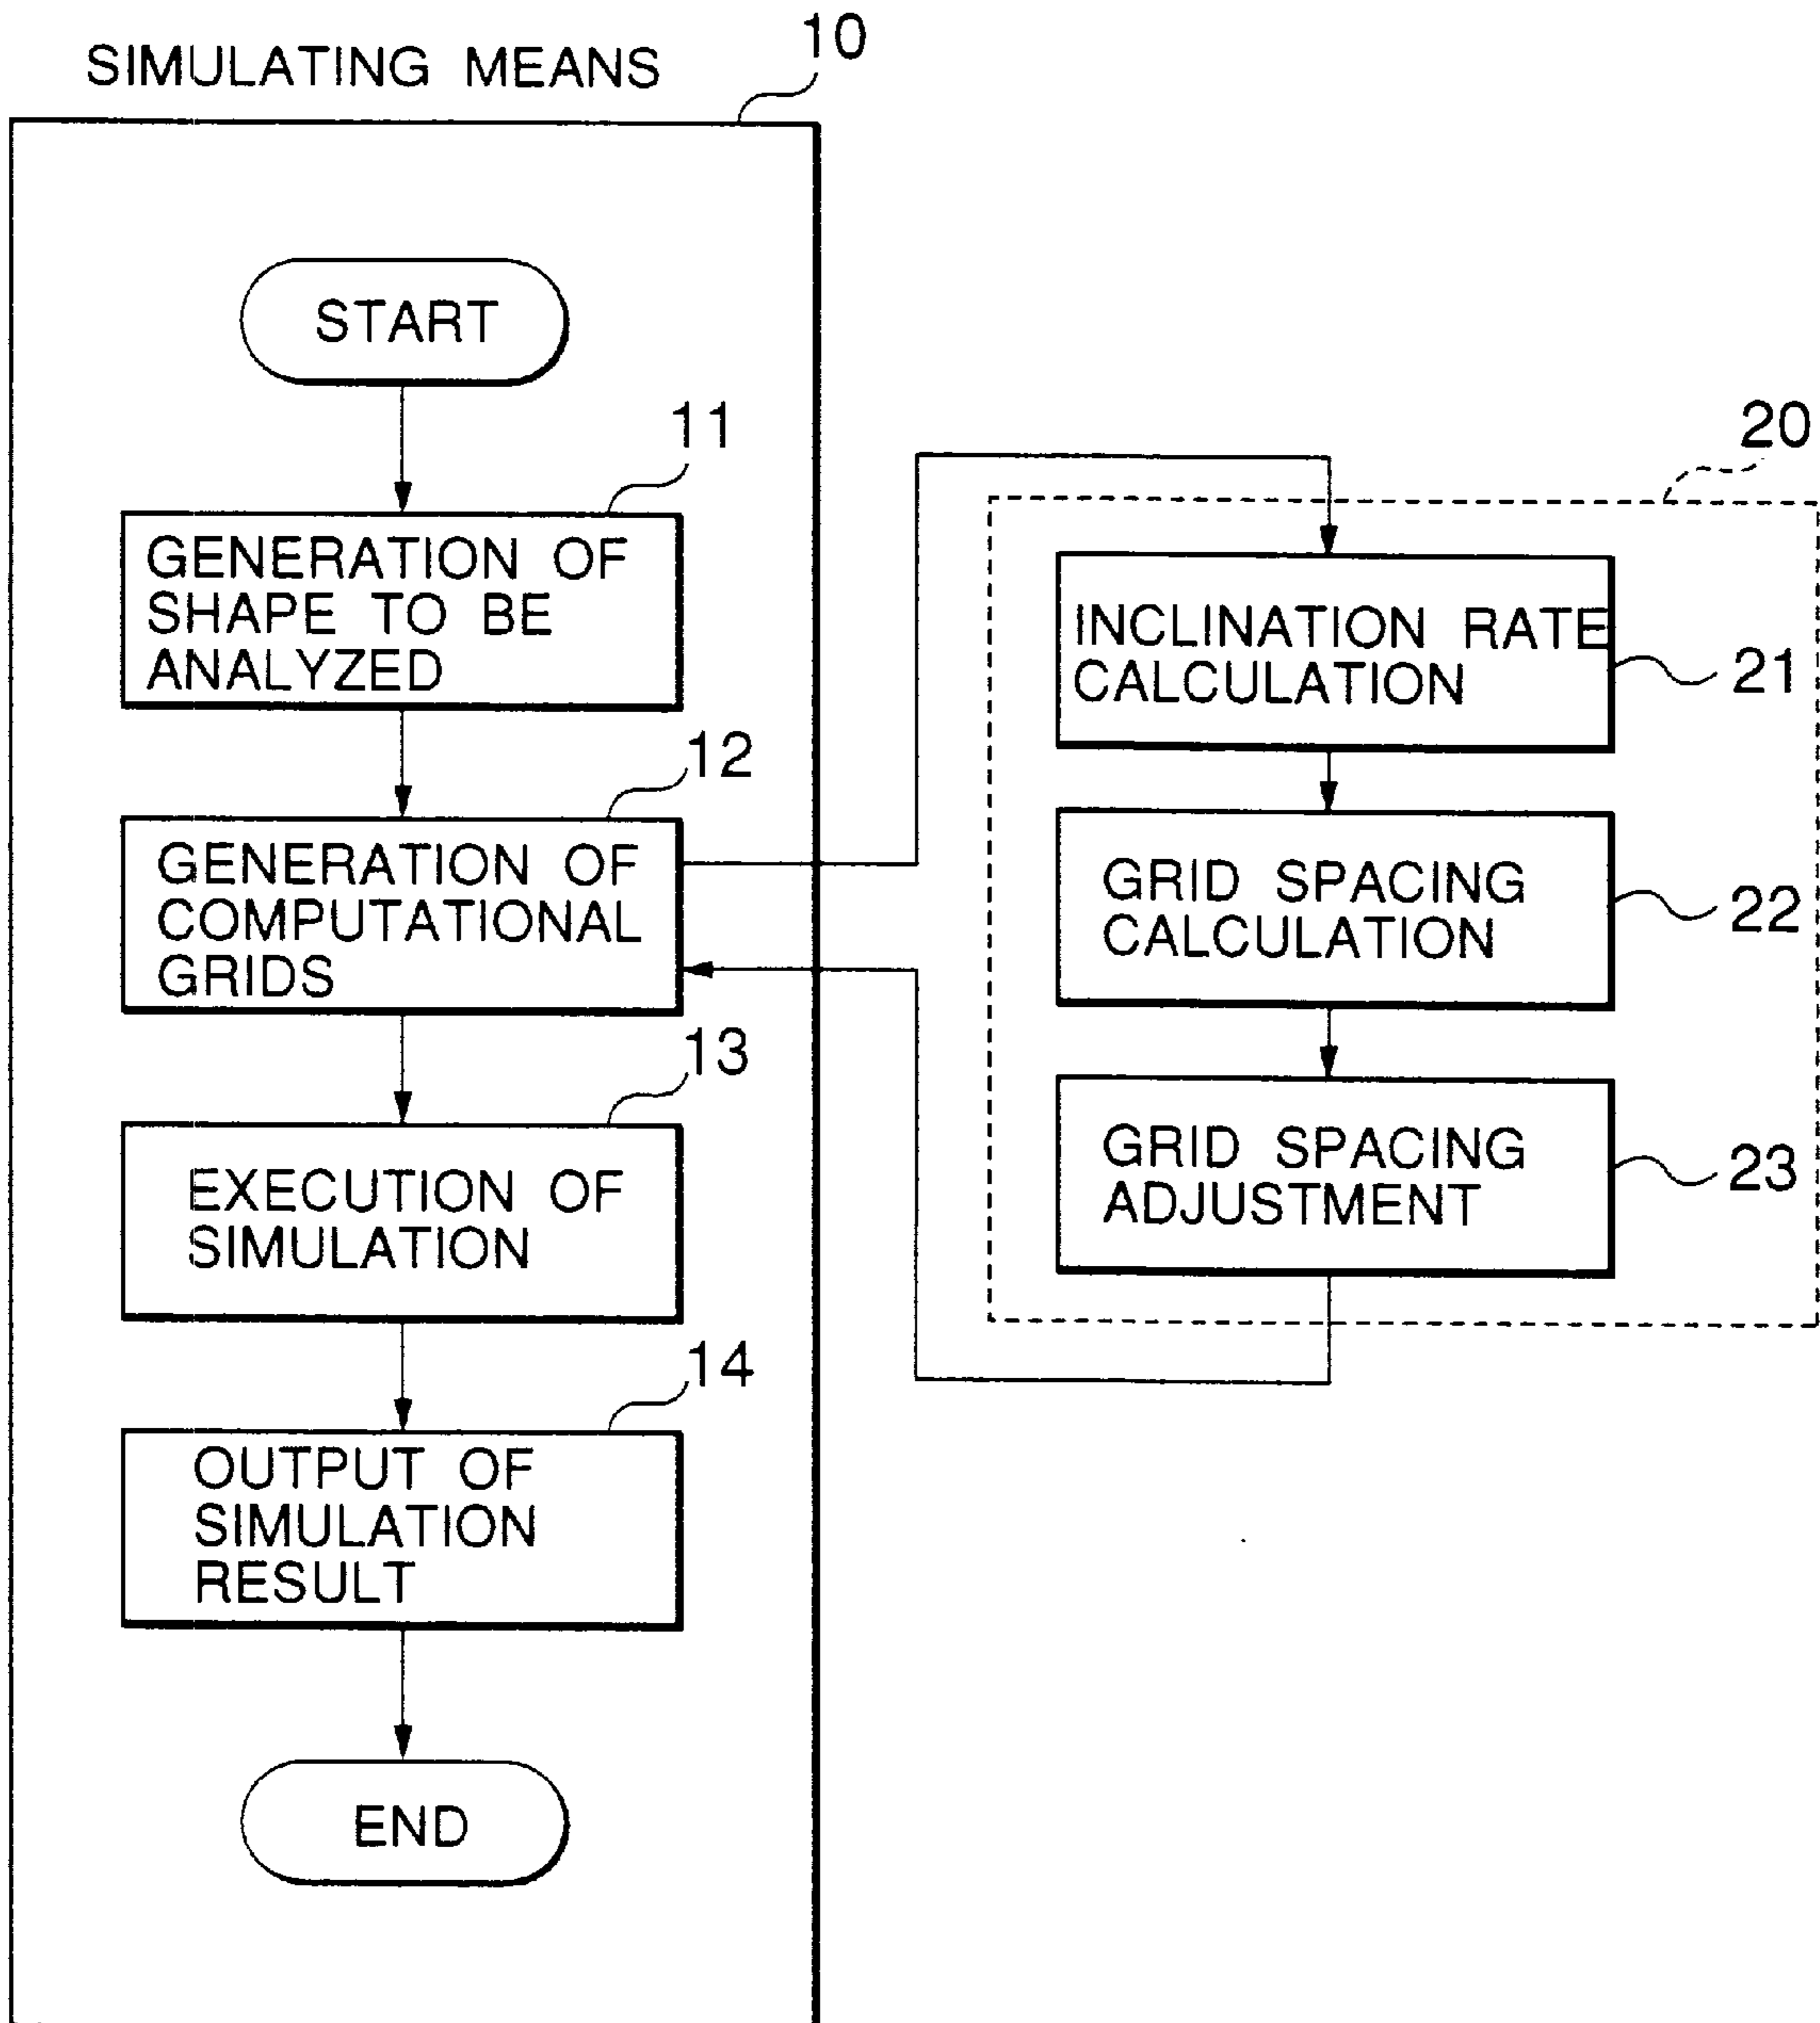 SIMULATING MEANS
10
START
11
GENERATION OF
SHAPE TO BE
ANALYZED
12
GENERATION OF
COMPUTATIONAL
GRIDS
13
EXECUTION OF
SIMULATION
14
OUTPUT OF
SIMULATION
RESULT
END
20
INCLINATION RATE
CALCULATION
21
GRID SPACING
CALCULATION
22
GRID SPACING
ADJUSTMENT
23